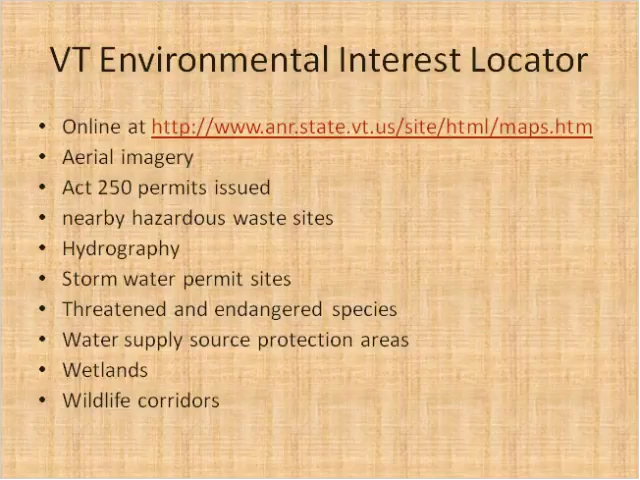 VT Environmental Interest Locator
• Online at http://www.anr.state.vt.us/site/html/maps.htm
• Aerial imagery
• Act 250 permits issued
• nearby hazardous waste sites
• Hydrography
• Storm water permit sites
• Threatened and endangered species
• Water supply source protection areas
• Wetlands
• Wildlife corridors